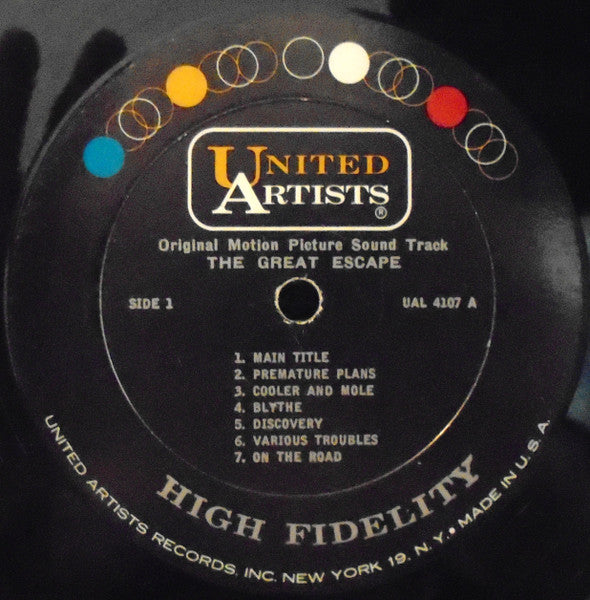 UNITED
ARTISTS®
Original Motion Picture Sound Track
THE GREAT ESCAPE
SIDE 1
UAL 4107 A
1. MAIN TITLE
2. PREMATURE PLANS
3. COOLER AND MOLE
4. BLYTHE
5. DISCOVERY
6. VARIOUS TROUBLES
7. ON THE ROAD
HIGH FIDELITY
UNITED ARTISTS RECORDS, INC. NEW YORK 19, N.Y. • MADE IN U.S.A.